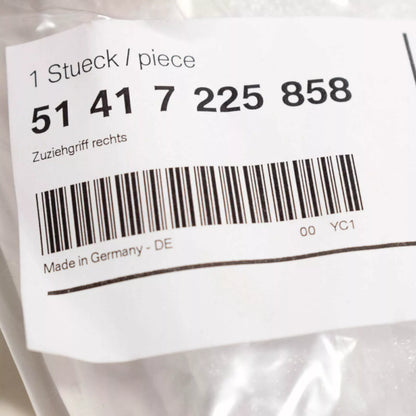 1 Stueck / piece
51 41 7 225 858
Zuziehgriff rechts
Made in Germany - DE 00 YC1